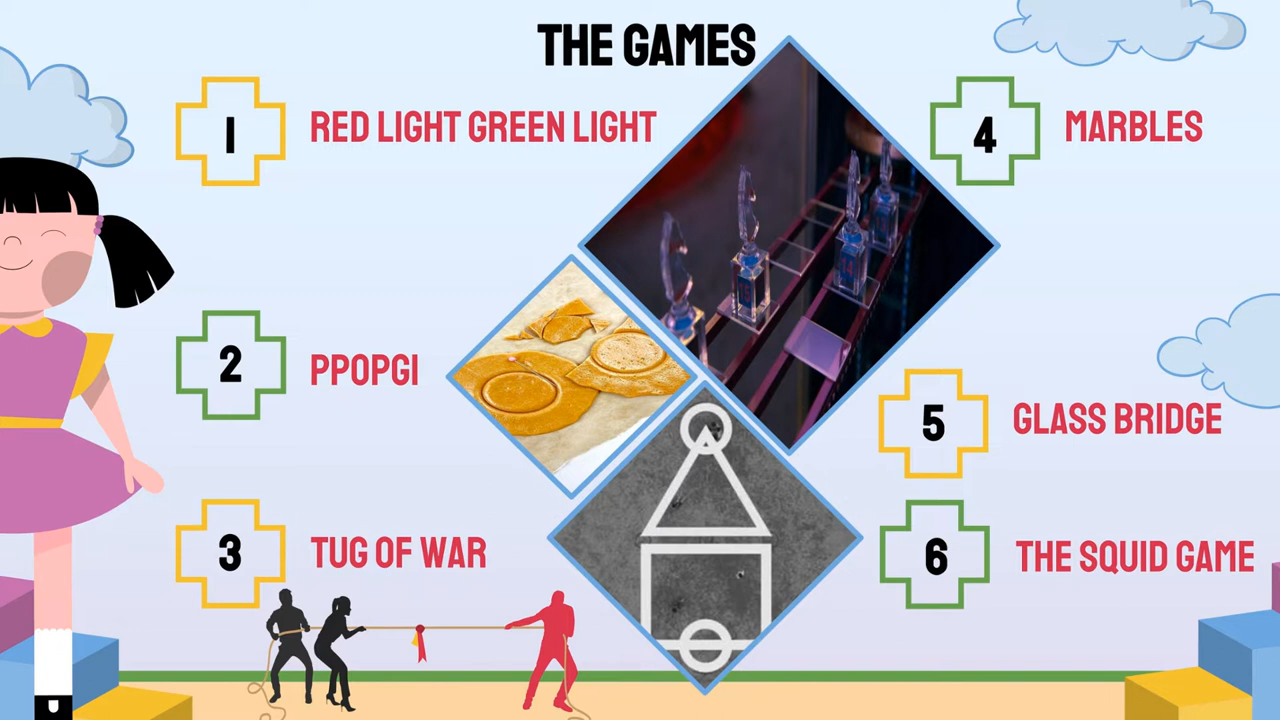 THE GAMES
1
RED LIGHT GREEN LIGHT
2
PPOPGI
3
TUG OF WAR
4
MARBLES
5
GLASS BRIDGE
6
THE SQUID GAME